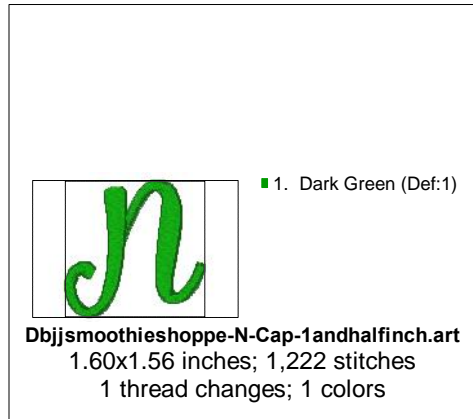 n
1. Dark Green (Def:1)
Dbjjsmoothieshoppe-N-Cap-1andhalfinch.art
1.60x1.56 inches; 1,222 stitches
1 thread changes; 1 colors